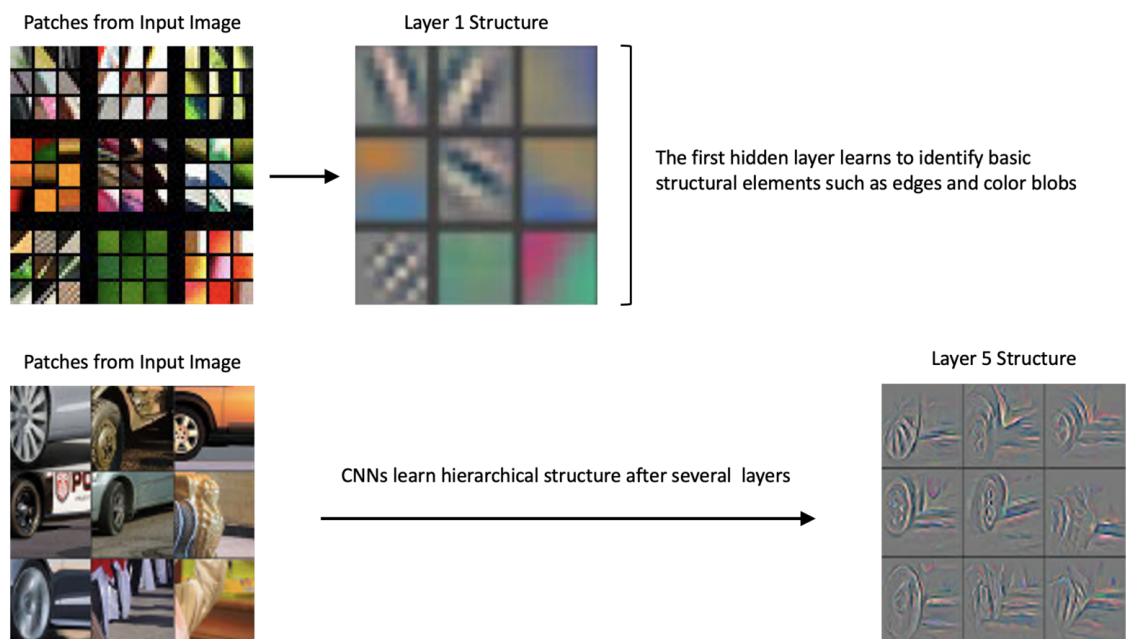 Patches from Input Image
Layer 1 Structure
The first hidden layer learns to identify basic
structural elements such as edges and color blobs
Patches from Input Image
Layer 5 Structure
CNNs learn hierarchical structure after several layers
PO